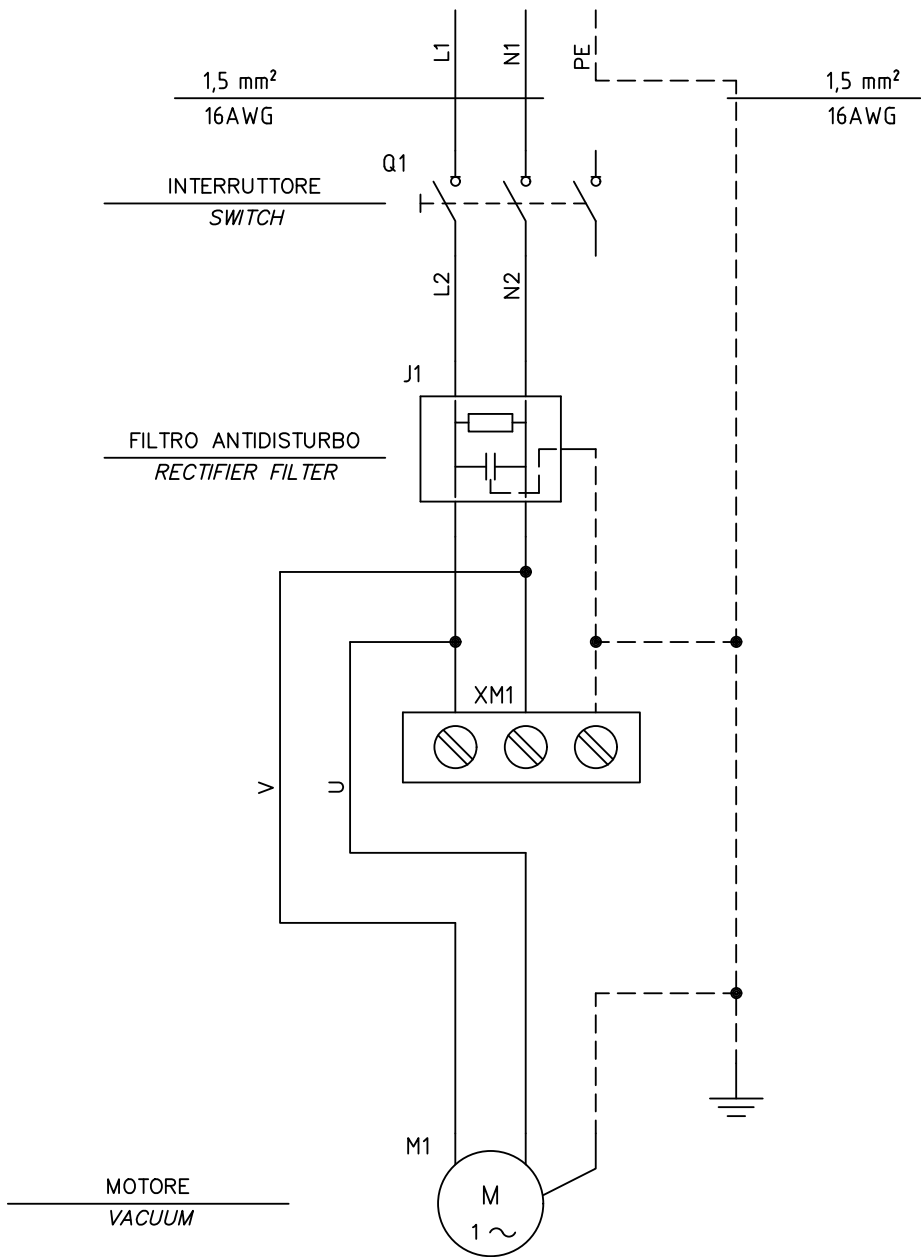 L1
N1
PE
1,5 mm²
16AWG
1,5 mm²
16AWG
Q1
INTERRUTTORE
SWITCH
L2
N2
J1
FILTRO ANTIDISTURBO
RECTIFIER FILTER
XM1
V
U
M1
M
1~
MOTORE
VACUUM